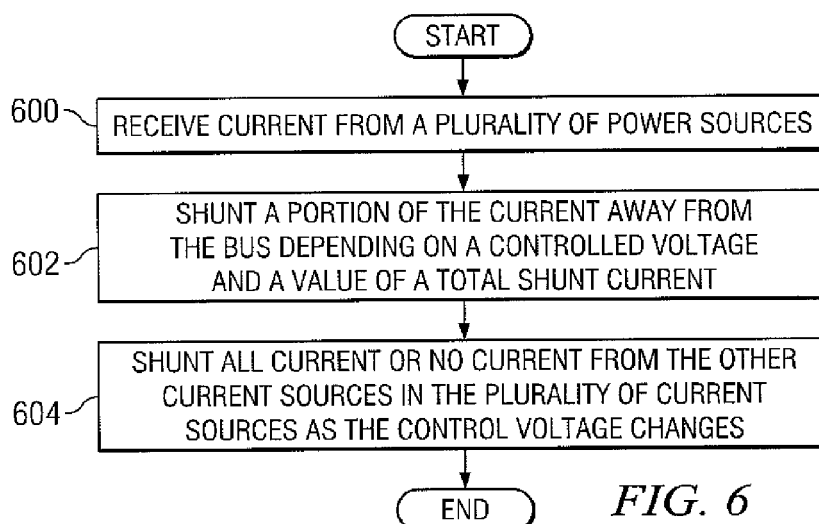 START
600
RECEIVE CURRENT FROM A PLURALITY OF POWER SOURCES
602
SHUNT A PORTION OF THE CURRENT AWAY FROM
THE BUS DEPENDING ON A CONTROLLED VOLTAGE
AND A VALUE OF A TOTAL SHUNT CURRENT
604
SHUNT ALL CURRENT OR NO CURRENT FROM THE OTHER
CURRENT SOURCES IN THE PLURALITY OF CURRENT
SOURCES AS THE CONTROL VOLTAGE CHANGES
END
FIG. 6